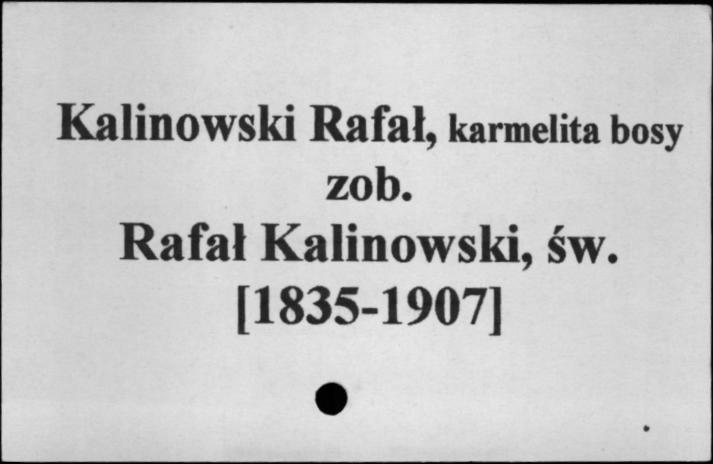 Kalinowski Rafał, karmelita bosy
zob.
Rafał Kalinowski, św.
[1835-1907]